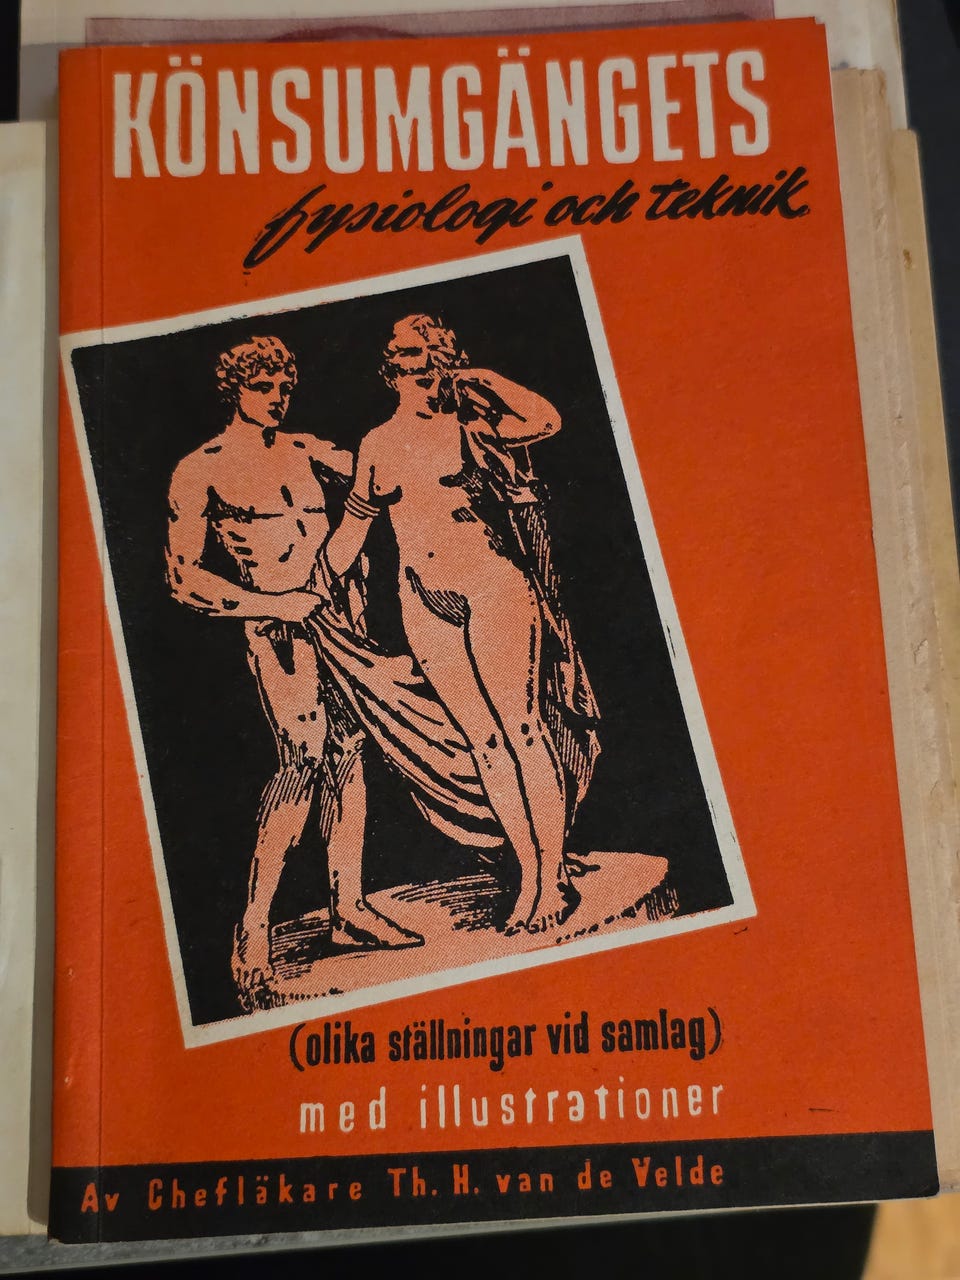 KÖNSUMGÄNGETS
fysiologi och teknik
(olika ställningar vid samlag)
med illustrationer
Av Chefläkare Th. H. van de Velde